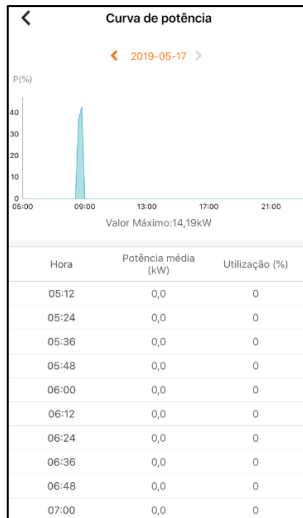 Curva de potência
2019-05-17
P(%)
40
30
20
10
0
05:00 09:00 13:00 17:00 21:00
Valor Máximo:14,19kW
Hora Potência média (kW) Utilização (%)
05:12 0,0 0
05:24 0,0 0
05:36 0,0 0
05:48 0,0 0
06:00 0,0 0
06:12 0,0 0
06:24 0,0 0
06:36 0,0 0
06:48 0,0 0
07:00 0,0 0